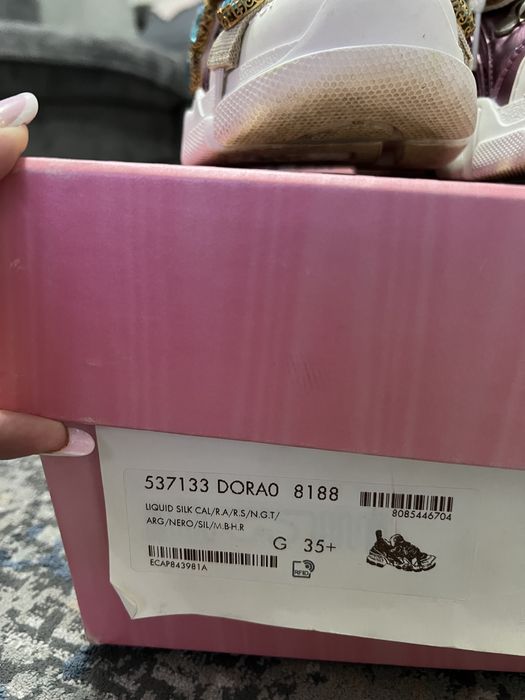 537133 DORA0 8188
8085446704
LIQUID SILK CAL/R.A/R.S/N.G.T/
ARG/NERO/SIL/M.B-H.R
G 35+
ECAP843981A
RFID